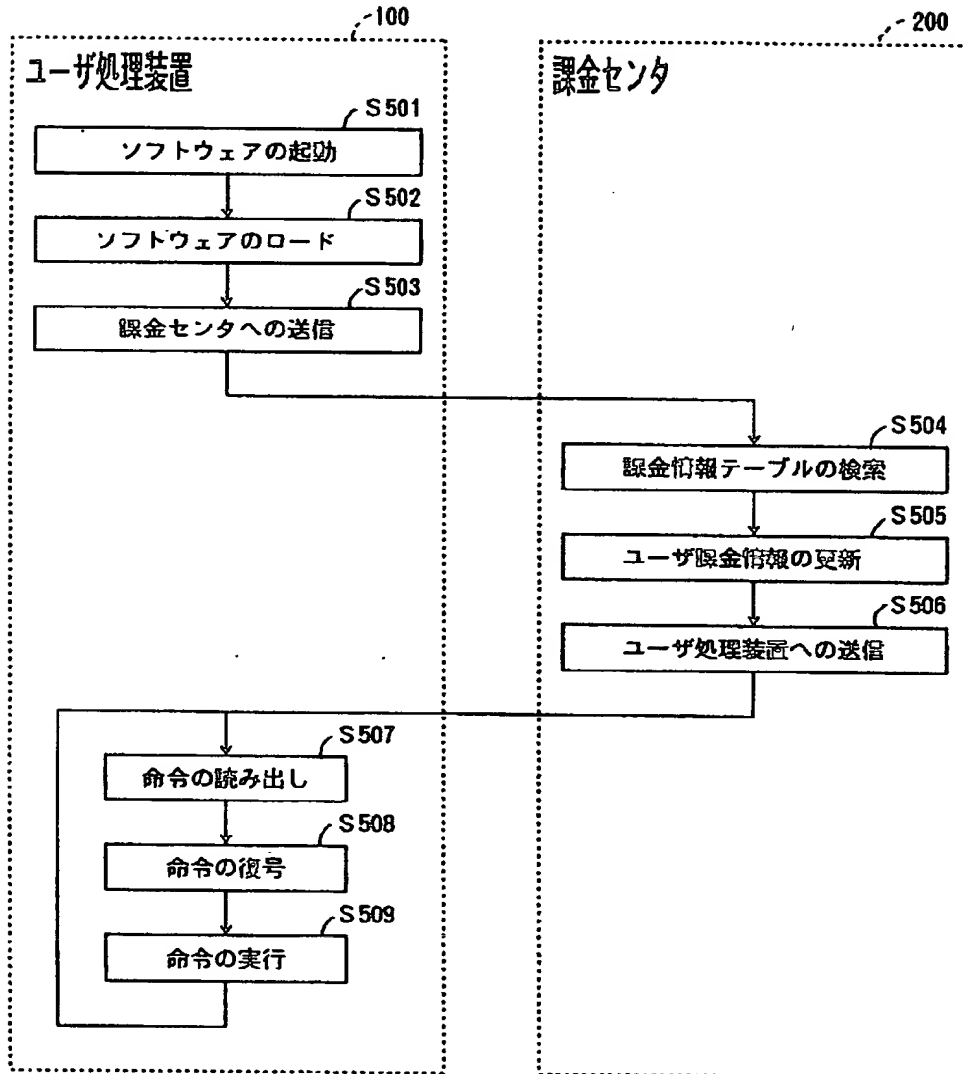 100
200
ユーザ処理装置
課金センタ
S501
ソフトウェアの起動
S502
ソフトウェアのロード
S503
課金センタへの送信
S504
課金情報テーブルの検索
S505
ユーザ課金情報の更新
S506
ユーザ処理装置への送信
S507
命令の読み出し
S508
命令の復号
S509
命令の実行